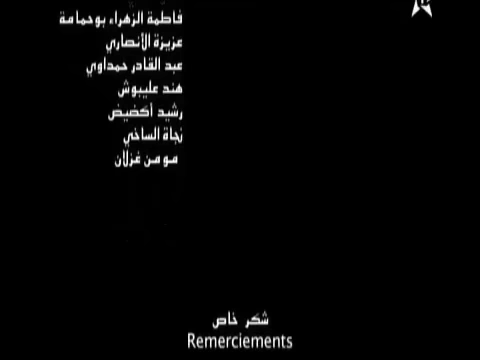 فاطمة الزهراء بوحمامة
عزيزة الأنصاري
عبد القادر حمداوي
هند عليبوش
رشيد أكضيض
نجاة الساخي
مومن غزلان
شكر خاص
Remerciements